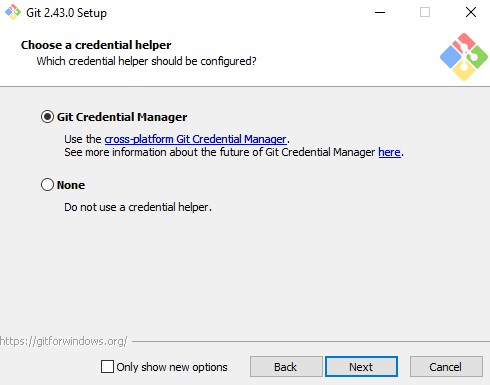 Git 2.43.0 Setup
Choose a credential helper
Which credential helper should be configured?
Git Credential Manager
Use the cross-platform Git Credential Manager.
See more information about the future of Git Credential Manager here.
None
Do not use a credential helper.
https://gitforwindows.org/
Only show new options
Back
Next
Cancel